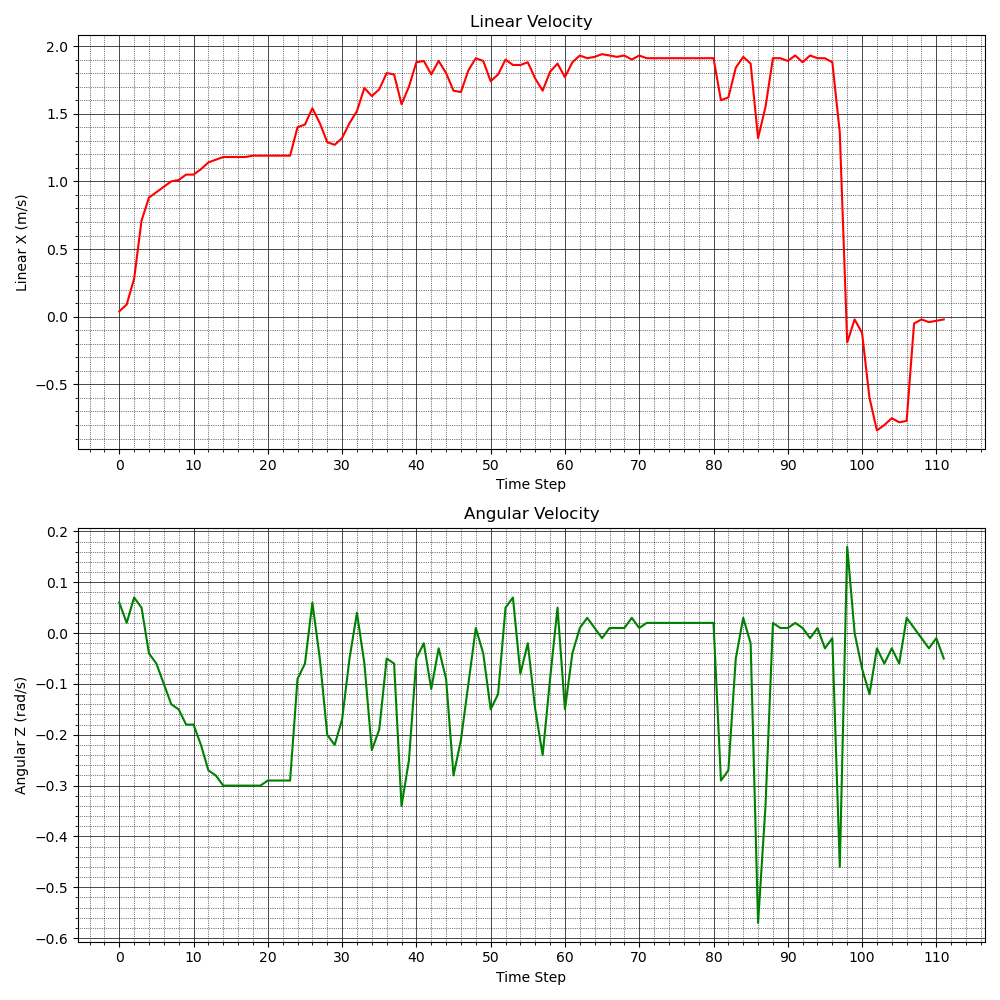 Linear Velocity
2.0
1.5
1.0
0.5
0.0
−0.5
Linear X (m/s)
0 10 20 30 40 50 60 70 80 90 100 110
Time Step
Angular Velocity
0.2
0.1
0.0
−0.1
−0.2
−0.3
−0.4
−0.5
−0.6
Angular Z (rad/s)
0 10 20 30 40 50 60 70 80 90 100 110
Time Step